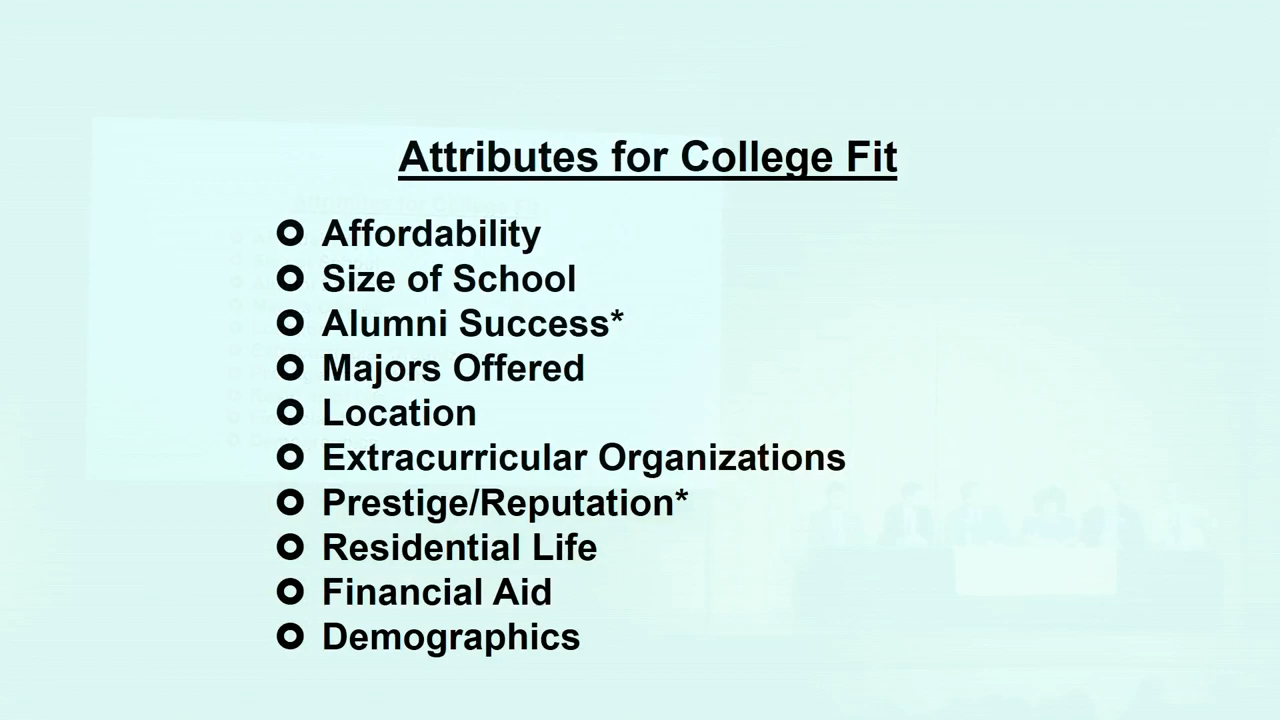 Attributes for College Fit
Affordability
Size of School
Alumni Success*
Majors Offered
Location
Extracurricular Organizations
Prestige/Reputation*
Residential Life
Financial Aid
Demographics